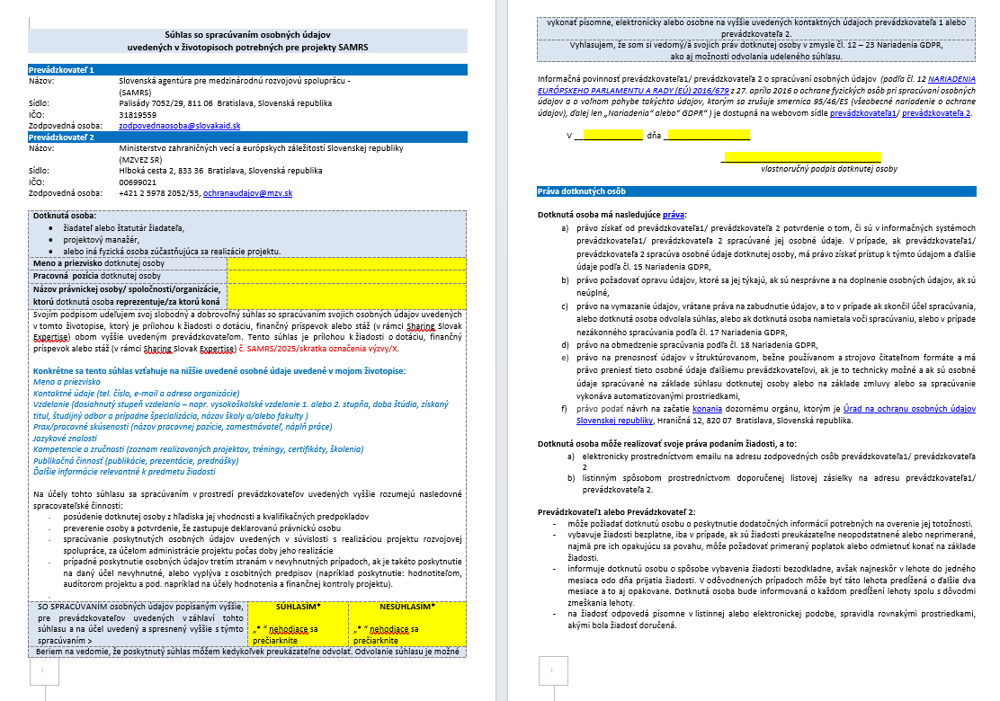 Súhlas so spracúvaním osobných údajov
uvedených v životopisoch potrebných pre projekty SAMRS
Prevádzkovateľ 1
Názov: Slovenská agentúra pre medzinárodnú rozvojovú spoluprácu -
(SAMRS)
Sídlo: Palisády 7052/29, 811 06 Bratislava, Slovenská republika
IČO: 31819559
Zodpovedná osoba: zodpovednaosoba@slovakaid.sk
Prevádzkovateľ 2
Názov: Ministerstvo zahraničných vecí a európskych záležitostí Slovenskej republiky
(MZVEZ SR)
Sídlo: Hlboká cesta 2, 833 36 Bratislava, Slovenská republika
IČO: 00699021
Zodpovedná osoba: +421 2 5978 2052/53, ochranaudajov@mzv.sk
Dotknutá osoba:
• žiadateľ alebo štatutár žiadateľa,
• projektový manažér,
• alebo iná fyzická osoba zúčastňujúca sa realizácie projektu.
Meno a priezvisko dotknutej osoby
Pracovná pozícia dotknutej osoby
Názov právnickej osoby/ spoločnosti/organizácie,
ktorú dotknutá osoba reprezentuje/za ktorú koná
Svojím podpisom udeľujem svoj slobodný a dobrovoľný súhlas so spracúvaním svojich osobných údajov uvedených
v tomto životopise, ktorý je prílohou k žiadosti o dotáciu, finančný príspevok alebo stáž (v rámci Sharing Slovak
Expertise) obom vyššie uvedeným prevádzkovateľom. Tento súhlas je prílohou k žiadosti o dotáciu, finančný
príspevok alebo stáž (v rámci Sharing Slovak Expertise) č. SAMRS/2025/skratka označenia výzvy/X.
Konkrétne sa tento súhlas vzťahuje na nižšie uvedené osobné údaje uvedené v mojom životopise:
Meno a priezvisko
Kontaktné údaje (tel. číslo, e-mail a adresa organizácie)
Vzdelanie (dosiahnutý stupeň vzdelania – napr. vysokoškolské vzdelanie 1. alebo 2. stupňa, doba štúdia, získaný
titul, študijný odbor a prípadne špecializácia, názov školy a/alebo fakulty )
Prax/pracovné skúsenosti (názov pracovnej pozície, zamestnávateľ, náplň práce)
Jazykové znalosti
Kompetencie a zručnosti (zoznam realizovaných projektov, tréningy, certifikáty, školenia)
Publikačná činnosť (publikácie, prezentácie, prednášky)
Ďalšie informácie relevantné k predmetu žiadosti
Na účely tohto súhlasu sa spracúvaním v prostredí prevádzkovateľov uvedených vyššie rozumejú nasledovné
spracovateľské činnosti:
- posúdenie dotknutej osoby z hľadiska jej vhodnosti a kvalifikačných predpokladov
- preverenie osoby a potvrdenie, že zastupuje deklarovanú právnickú osobu
- spracúvanie poskytnutých osobných údajov uvedených v súvislosti s realizáciou projektu rozvojovej
spolupráce, za účelom administrácie projektu počas doby jeho realizácie
- prípadné poskytnutie osobných údajov tretím stranám v nevyhnutných prípadoch, ak je takéto poskytnutie
na daný účel nevyhnutné, alebo vyplýva z osobitných predpisov (napríklad poskytnutie: hodnotiteľom,
audítorom projektu a pod. napríklad na účely hodnotenia a finančnej kontroly projektu).
-
SO SPRACÚVANÍM osobných údajov popísaným vyššie,
pre prevádzkovateľov uvedených v záhlaví tohto
súhlasu a na účel uvedený a spresnený vyššie s týmto
spracúvaním >
SÚHLASÍM*
„* “ nehodiace sa
prečiarknite
NESÚHLASÍM*
„* “ nehodiace sa
prečiarknite
Beriem na vedomie, že poskytnutý súhlas môžem kedykoľvek preukázateľne odvolať. Odvolanie súhlasu je možné
1
vykonať písomne, elektronicky alebo osobne na vyššie uvedených kontaktných údajoch prevádzkovateľa 1 alebo
prevádzkovateľa 2.
Vyhlasujem, že som si vedomý/á svojich práv dotknutej osoby v zmysle čl. 12 – 23 Nariadenia GDPR,
ako aj možnosti odvolania udeleného súhlasu.
Informačná povinnosť prevádzkovateľa1/ prevádzkovateľa 2 o spracúvaní osobných údajov (podľa čl. 12 NARIADENIA
EURÓPSKEHO PARLAMENTU A RADY (EÚ) 2016/679 z 27. apríla 2016 o ochrane fyzických osôb pri spracúvaní osobných
údajov a o voľnom pohybe takýchto údajov, ktorým sa zrušuje smernica 95/46/ES (všeobecné nariadenie o ochrane
údajov), ďalej len „Nariadenia“ alebo“ GDPR“ ) je dostupná na webovom sídle prevádzkovateľa1/ prevádzkovateľa 2.
V _______________ dňa ____________________
vlastnoručný podpis dotknutej osoby
Práva dotknutých osôb
Dotknutá osoba má nasledujúce práva:
a) právo získať od prevádzkovateľa1/ prevádzkovateľa 2 potvrdenie o tom, či sú v informačných systémoch
prevádzkovateľa1/ prevádzkovateľa 2 spracúvané jej osobné údaje. V prípade, ak prevádzkovateľa1/
prevádzkovateľa 2 spracúva osobné údaje dotknutej osoby, má právo získať prístup k týmto údajom a ďalšie
údaje podľa čl. 15 Nariadenia GDPR,
b) právo požadovať opravu údajov, ktoré sa jej týkajú, ak sú nesprávne a na doplnenie osobných údajov, ak sú
neúplné,
c) právo na vymazanie údajov, vrátane práva na zabudnutie údajov, a to v prípade ak skončil účel spracúvania,
alebo dotknutá osoba odvolala súhlas, alebo ak dotknutá osoba namietala voči spracúvaniu, alebo v prípade
nezákonného spracúvania podľa čl. 17 Nariadenia GDPR,
d) právo na obmedzenie spracúvania podľa čl. 18 Nariadenia GDPR,
e) právo na prenosnosť údajov v štruktúrovanom, bežne používanom a strojovo čitateľnom formáte a má
právo preniesť tieto osobné údaje ďalšiemu prevádzkovateľovi, ak je to technicky možné a ak sú osobné
údaje spracúvané na základe súhlasu dotknutej osoby alebo na základe zmluvy alebo sa spracúvanie
vykonáva automatizovanými prostriedkami,
f) právo podať návrh na začatie konania dozornému orgánu, ktorým je Úrad na ochranu osobných údajov
Slovenskej republiky, Hraničná 12, 820 07 Bratislava, Slovenská republika.
Dotknutá osoba môže realizovať svoje práva podaním žiadosti, a to:
a) elektronicky prostredníctvom emailu na adresu zodpovedných osôb prevádzkovateľa1/ prevádzkovateľa
2
b) listinným spôsobom prostredníctvom doporučenej listovej zásielky na adresu prevádzkovateľa1/
prevádzkovateľa 2.
Prevádzkovateľ1 alebo Prevádzkovateľ 2:
- môže požiadať dotknutú osobu o poskytnutie dodatočných informácií potrebných na overenie jej totožnosti.
- vybavuje žiadosti bezplatne, iba v prípade, ak sú žiadosti preukázateľne neopodstatnené alebo neprimerané,
najmä pre ich opakujúcu sa povahu, môže požadovať primeraný poplatok alebo odmietnuť konať na základe
žiadosti.
- informuje dotknutú osobu o spôsobe vybavenia žiadosti bezodkladne, avšak najneskôr v lehote do jedného
mesiaca odo dňa prijatia žiadosti. V odôvodnených prípadoch môže byť táto lehota predĺžená o ďalšie dva
mesiace a to aj opakovane. Dotknutá osoba bude informovaná o každom predĺžení lehoty spolu s dôvodmi
zmeškania lehoty.
- na žiadosť odpovedá písomne v listinnej alebo elektronickej podobe, spravidla rovnakými prostriedkami,
akými bola žiadosť doručená.
1